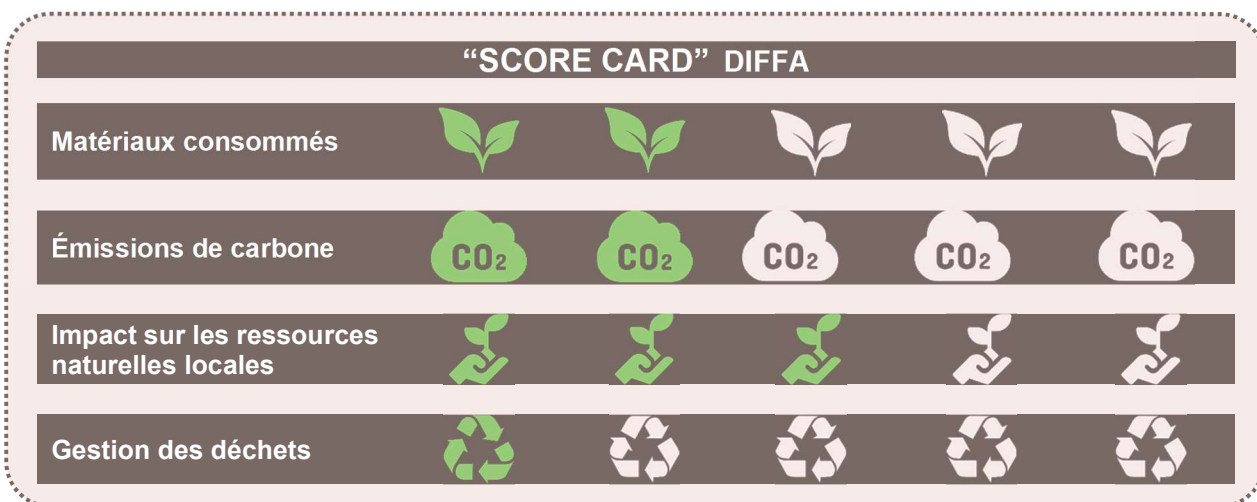 “SCORE CARD” DIFFA
Matériaux consommés
Émissions de carbone
CO₂ CO₂ CO₂ CO₂ CO₂
Impact sur les ressources
naturelles locales
Gestion des déchets